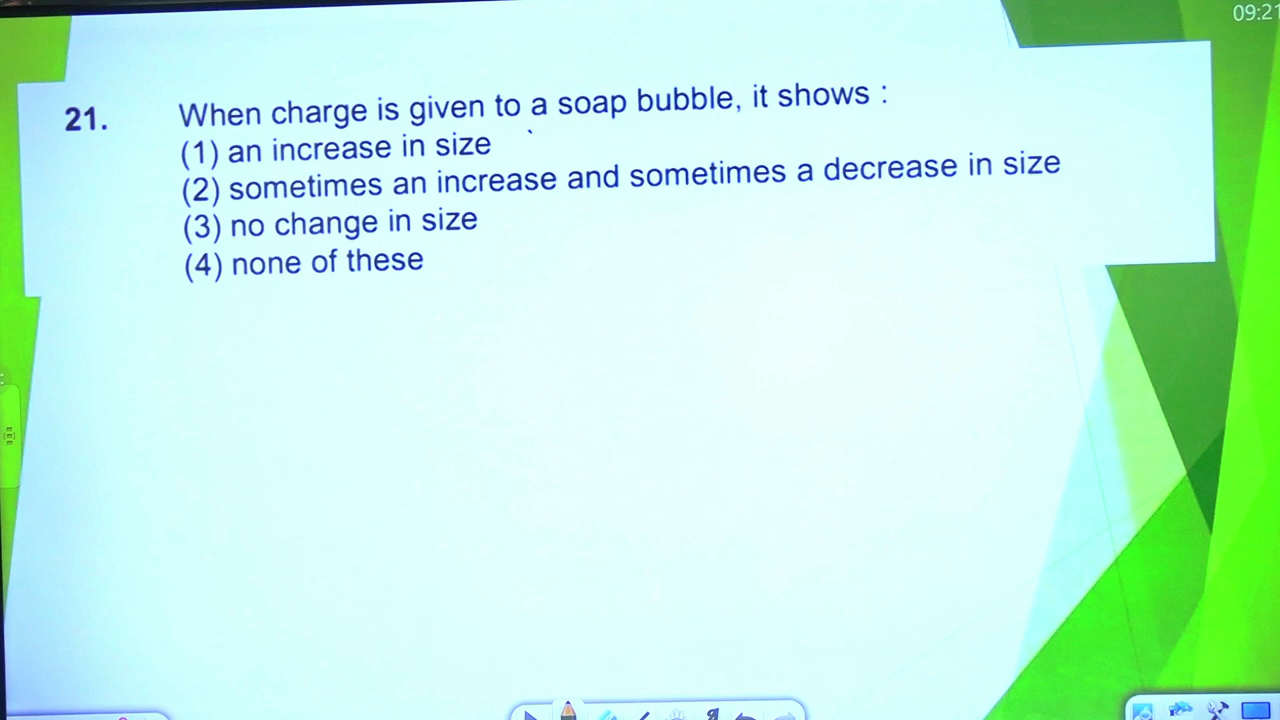 09:21
21. When charge is given to a soap bubble, it shows :
(1) an increase in size
(2) sometimes an increase and sometimes a decrease in size
(3) no change in size
(4) none of these